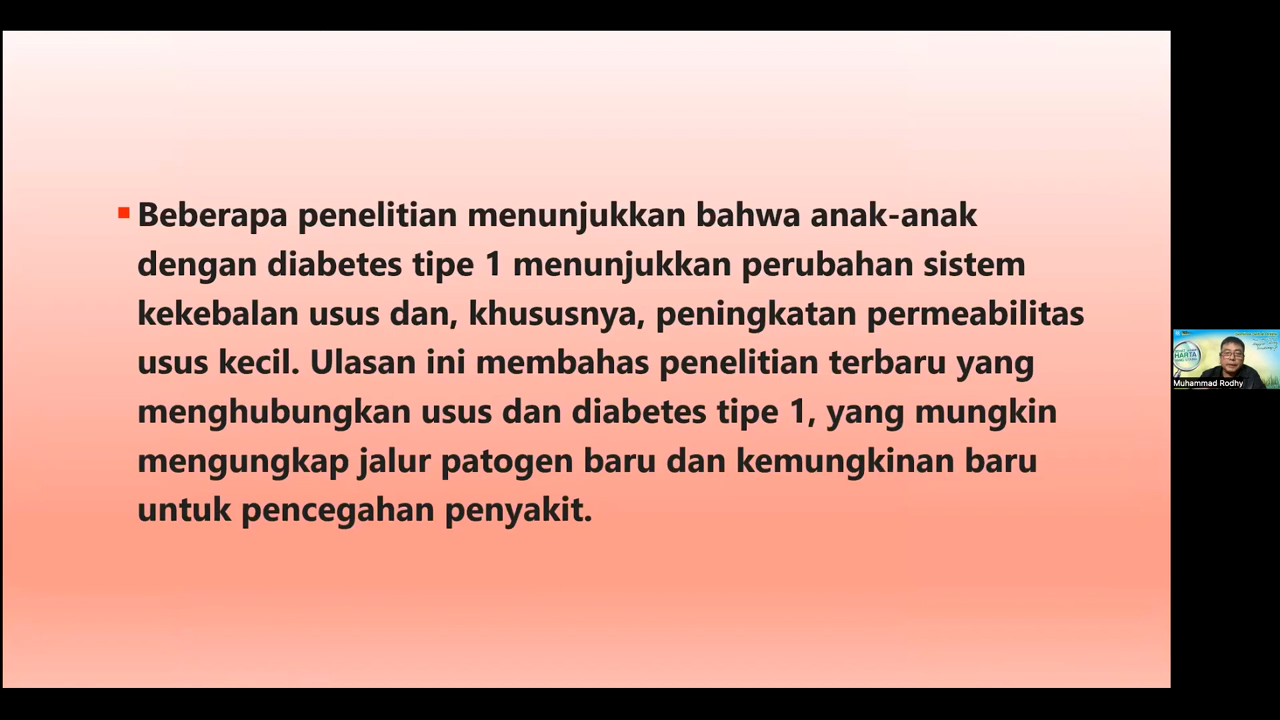 Beberapa penelitian menunjukkan bahwa anak-anak
dengan diabetes tipe 1 menunjukkan perubahan sistem
kekebalan usus dan, khususnya, peningkatan permeabilitas
usus kecil. Ulasan ini membahas penelitian terbaru yang
menghubungkan usus dan diabetes tipe 1, yang mungkin
mengungkap jalur patogen baru dan kemungkinan baru
untuk pencegahan penyakit.
HARTA
Muhammad Rodhy